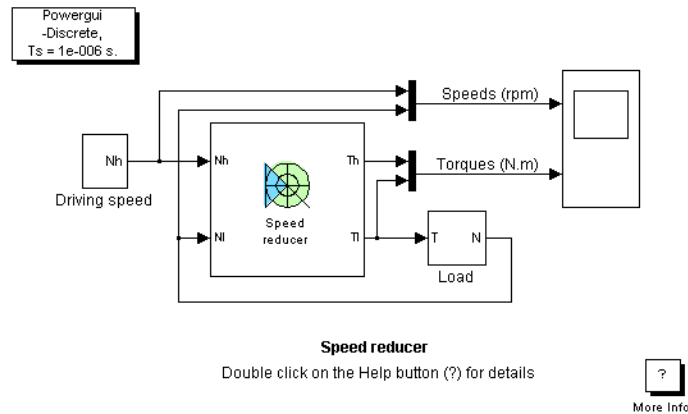 Powergui
-Discrete,
Ts = 1e-006 s.
Speeds (rpm)
Nh
Driving speed
Nh
Th
Torques (N.m)
Speed
reducer
Nl
Tl
T
N
Load
Speed reducer
Double click on the Help button (?) for details
?
More Info